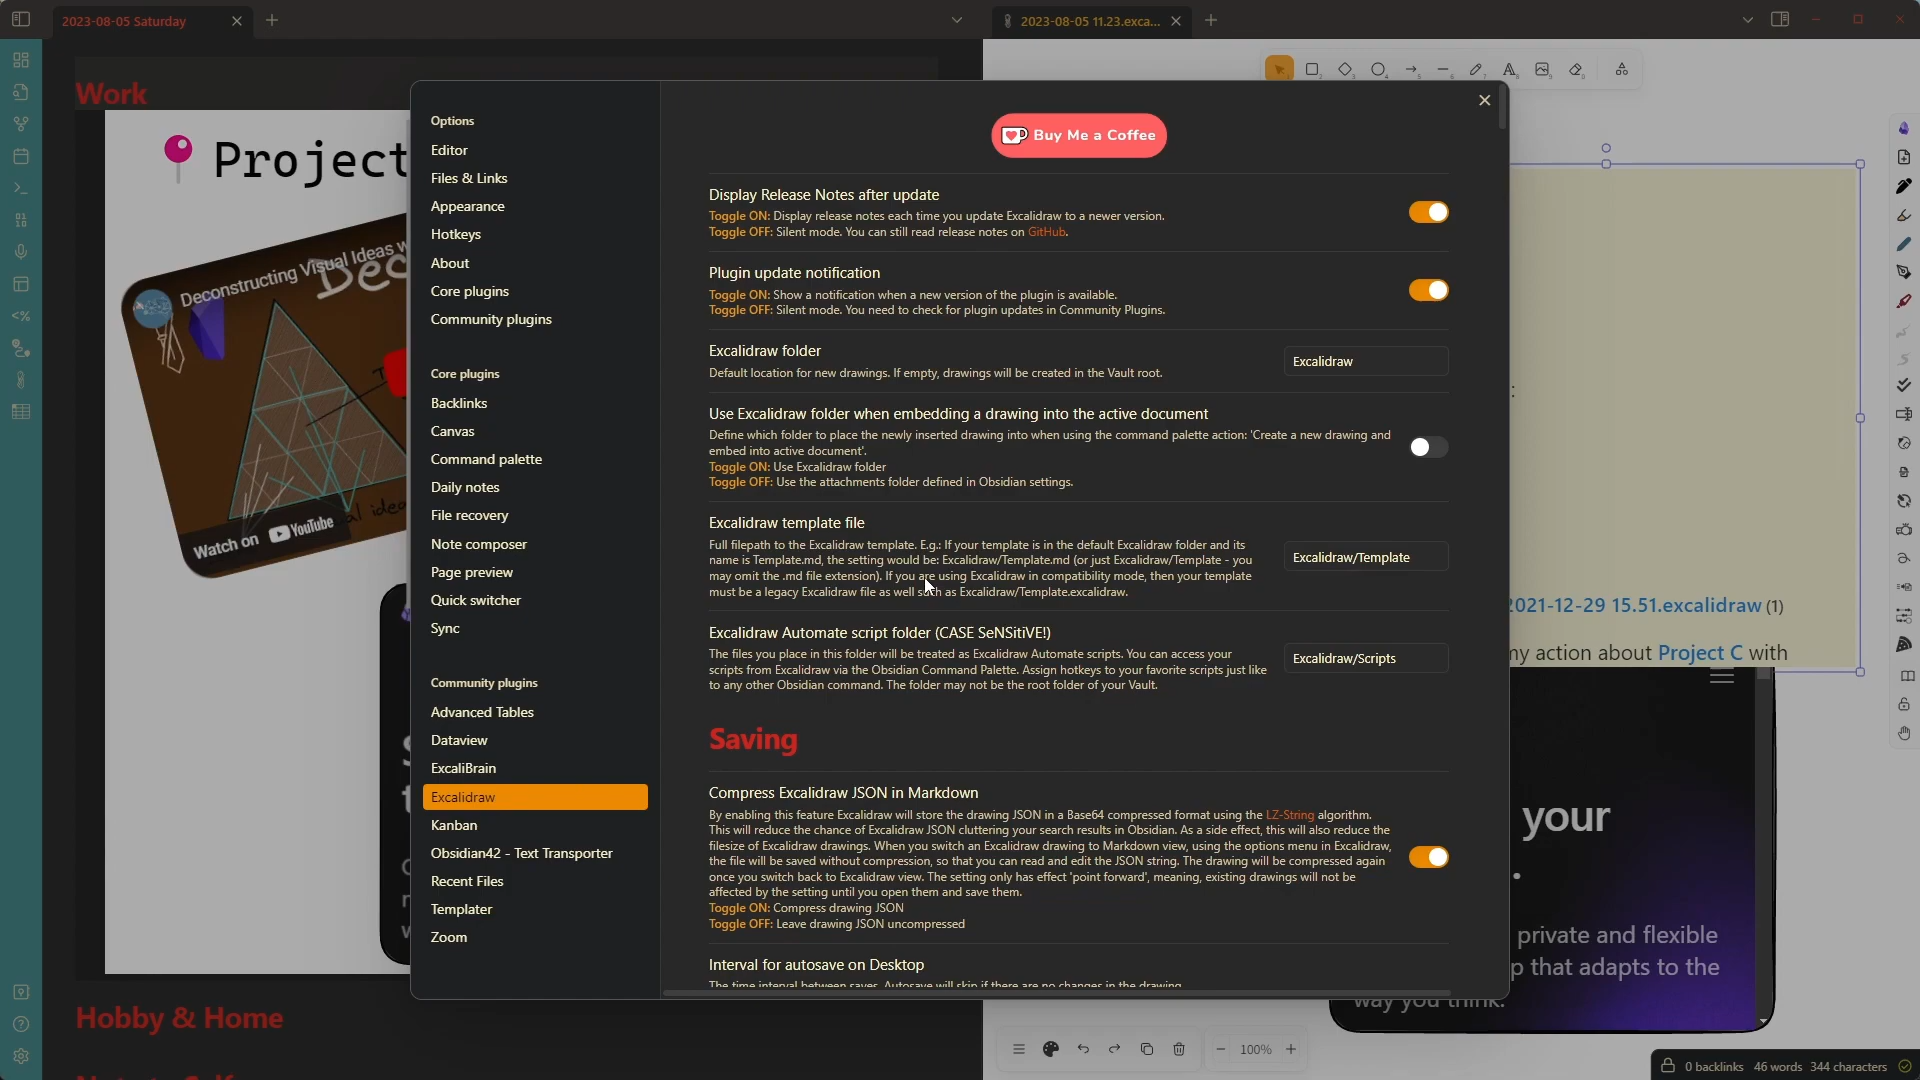 2023-08-05 Saturday
2023-08-05 11.23.exca...
Work
Project
Deconstructing Visual Ideas w
Watch on YouTube
Hobby & Home
Options
Editor
Files & Links
Appearance
Hotkeys
About
Core plugins
Community plugins
Core plugins
Backlinks
Canvas
Command palette
Daily notes
File recovery
Note composer
Page preview
Quick switcher
Sync
Community plugins
Advanced Tables
Dataview
ExcaliBrain
Excalidraw
Kanban
Obsidian42 - Text Transporter
Recent Files
Templater
Zoom
Buy Me a Coffee
Display Release Notes after update
Toggle ON: Display release notes each time you update Excalidraw to a newer version.
Toggle OFF: Silent mode. You can still read release notes on GitHub.
Plugin update notification
Toggle ON: Show a notification when a new version of the plugin is available.
Toggle OFF: Silent mode. You need to check for plugin updates in Community Plugins.
Excalidraw folder
Default location for new drawings. If empty, drawings will be created in the Vault root.
Excalidraw
Use Excalidraw folder when embedding a drawing into the active document
Define which folder to place the newly inserted drawing into when using the command palette action: 'Create a new drawing and
embed into active document'.
Toggle ON: Use Excalidraw folder
Toggle OFF: Use the attachments folder defined in Obsidian settings.
Excalidraw template file
Full filepath to the Excalidraw template. E.g.: If your template is in the default Excalidraw folder and its
name is Template.md, the setting would be: Excalidraw/Template.md (or just Excalidraw/Template - you
may omit the .md file extension). If you are using Excalidraw in compatibility mode, then your template
must be a legacy Excalidraw file as well such as Excalidraw/Template.excalidraw.
Excalidraw/Template
Excalidraw Automate script folder (CASE SeNSitiVE!)
The files you place in this folder will be treated as Excalidraw Automate scripts. You can access your
scripts from Excalidraw via the Obsidian Command Palette. Assign hotkeys to your favorite scripts just like
to any other Obsidian command. The folder may not be the root folder of your Vault.
Excalidraw/Scripts
Saving
Compress Excalidraw JSON in Markdown
By enabling this feature Excalidraw will store the drawing JSON in a Base64 compressed format using the LZ-String algorithm.
This will reduce the chance of Excalidraw JSON cluttering your search results in Obsidian. As a side effect, this will also reduce the
filesize of Excalidraw drawings. When you switch an Excalidraw drawing to Markdown view, using the options menu in Excalidraw,
the file will be saved without compression, so that you can read and edit the JSON string. The drawing will be compressed again
once you switch back to Excalidraw view. The setting only has effect 'point forward', meaning, existing drawings will not be
affected by the setting until you open them and save them.
Toggle ON: Compress drawing JSON
Toggle OFF: Leave drawing JSON uncompressed
Interval for autosave on Desktop
The time interval between saves. Autosave will skip if there are no changes in the drawing.
:
2021-12-29 15.51.excalidraw (1)
my action about Project C with
your
.
private and flexible
p that adapts to the
way you think.
100%
0 backlinks 46 words 344 characters